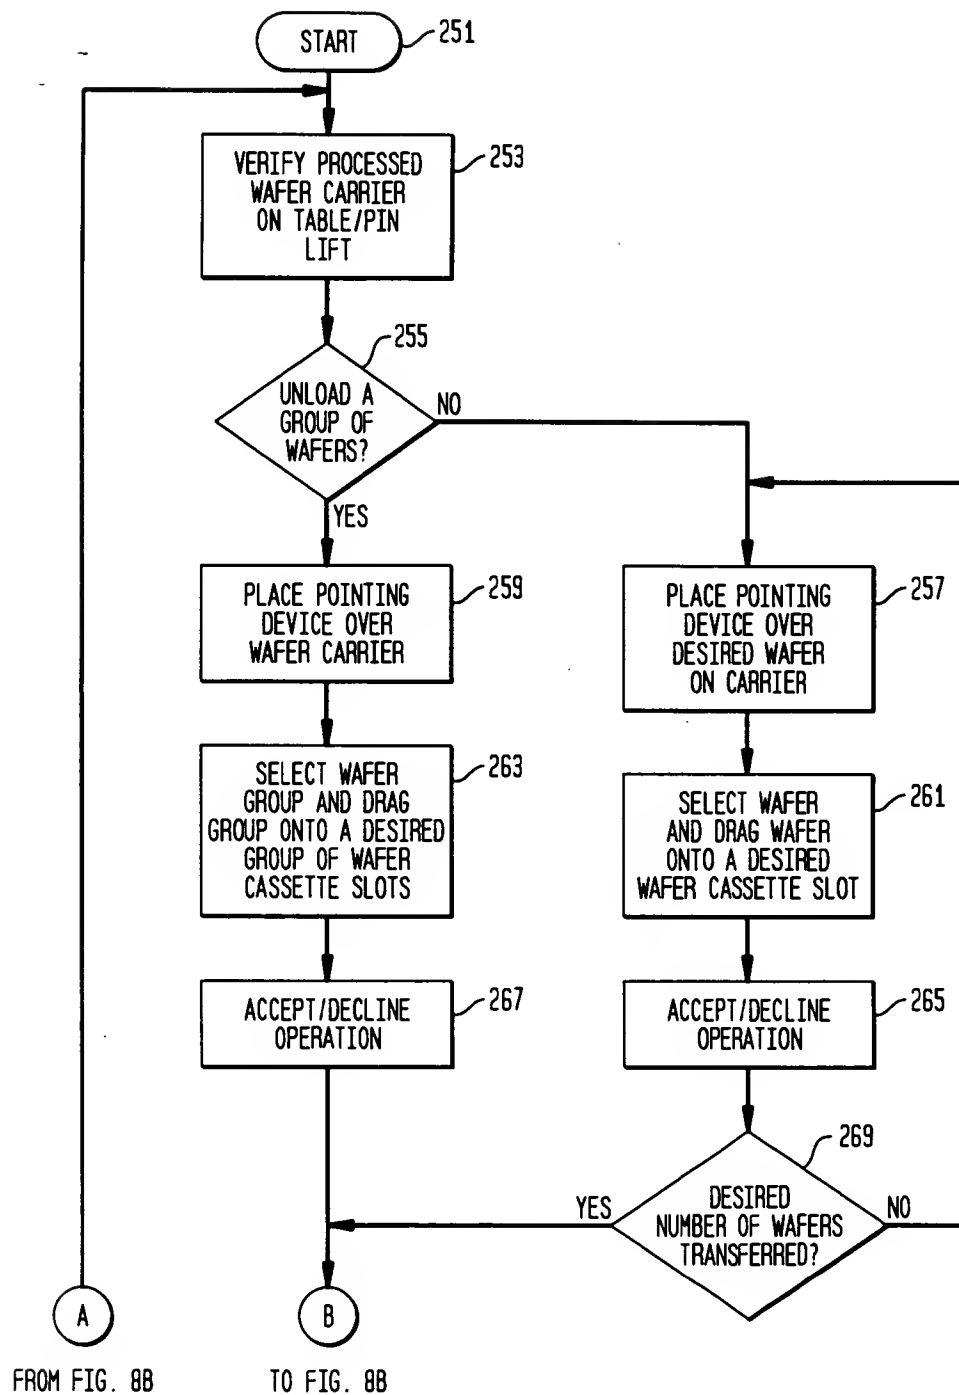 START
251
VERIFY PROCESSED
WAFER CARRIER
ON TABLE/PIN
LIFT
253
UNLOAD A
GROUP OF
WAFERS?
255
NO
YES
PLACE POINTING
DEVICE OVER
WAFER CARRIER
259
PLACE POINTING
DEVICE OVER
DESIRED WAFER
ON CARRIER
257
SELECT WAFER
GROUP AND DRAG
GROUP ONTO A DESIRED
GROUP OF WAFER
CASSETTE SLOTS
263
SELECT WAFER
AND DRAG WAFER
ONTO A DESIRED
WAFER CASSETTE SLOT
261
ACCEPT/DECLINE
OPERATION
267
ACCEPT/DECLINE
OPERATION
265
DESIRED
NUMBER OF WAFERS
TRANSFERRED?
269
YES
NO
A
B
FROM FIG. 8B
TO FIG. 8B